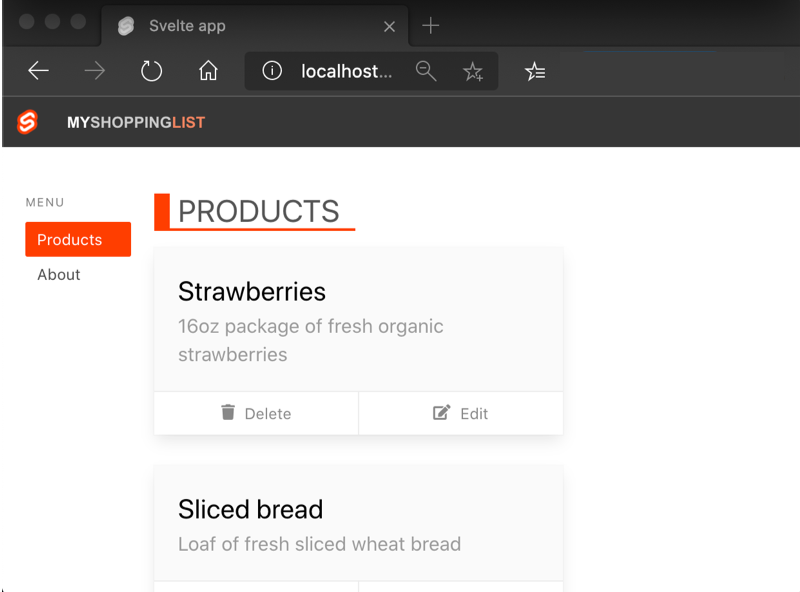 Svelte app
localhost...
MYSHOPPINGLIST
MENU
Products
About
PRODUCTS
Strawberries
16oz package of fresh organic
strawberries
Delete
Edit
Sliced bread
Loaf of fresh sliced wheat bread